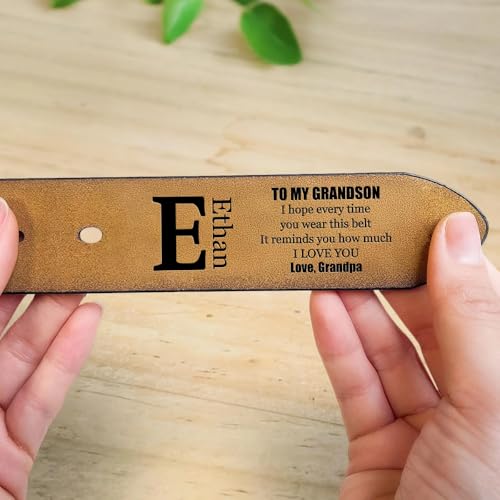 E
Ethan
TO MY GRANDSON
I hope every time
you wear this belt
It reminds you how much
I LOVE YOU
Love, Grandpa